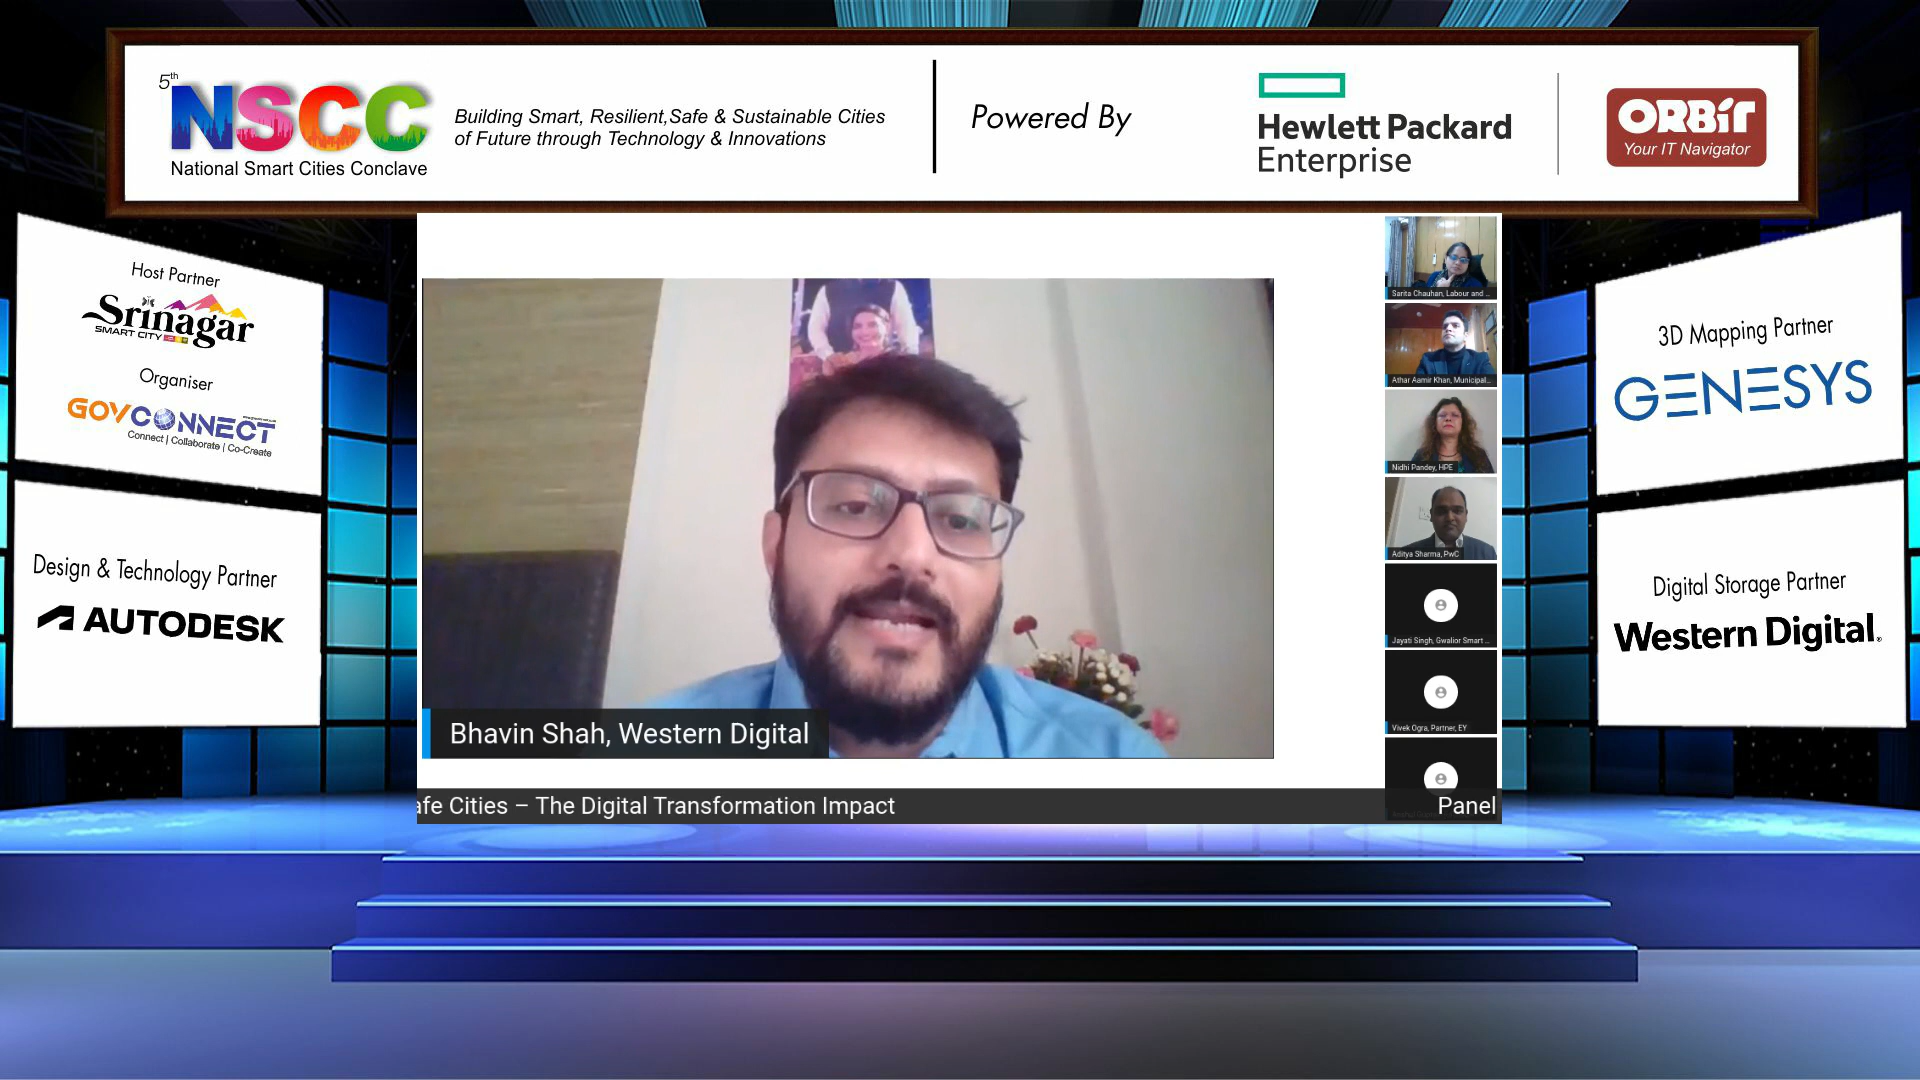 5th
NSCC
National Smart Cities Conclave
Building Smart, Resilient,Safe & Sustainable Cities
of Future through Technology & Innovations
Powered By
Hewlett Packard
Enterprise
ORBIT
Your IT Navigator
Host Partner
Srinagar
SMART CITY
Organiser
GOVCONNECT
Connect | Collaborate | Co-Create
Design & Technology Partner
AUTODESK
Bhavin Shah, Western Digital
afe Cities – The Digital Transformation Impact
Panel
Sarita Chauhan, Labour and ...
Athar Aamir Khan, Municipal...
Nidhi Pandey, HPE
Aditya Sharma, PwC
Jayati Singh, Gwalior Smart ...
Vivek Ogra, Partner, EY
3D Mapping Partner
GENESYS
Digital Storage Partner
Western Digital.